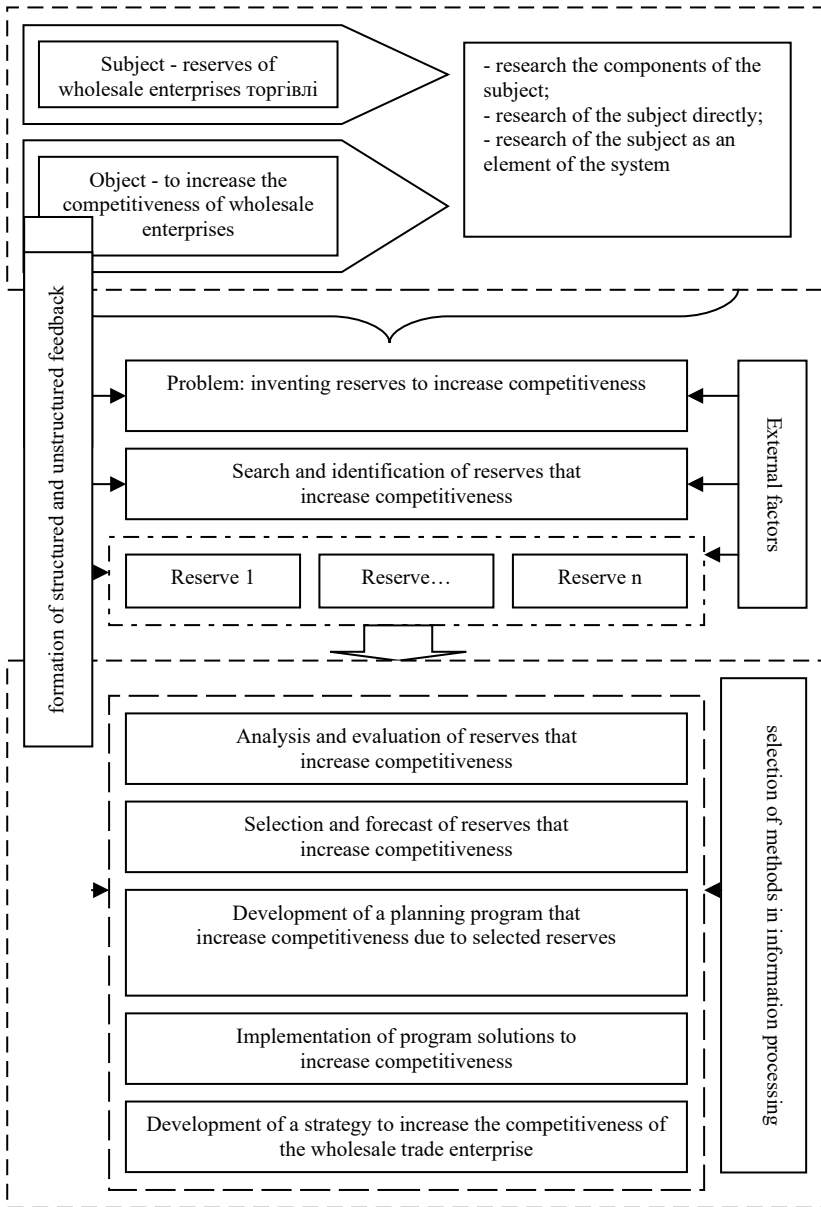 Subject - reserves of
wholesale enterprises торгівлі
- research the components of the
subject;
- research of the subject directly;
- research of the subject as an
element of the system
Object - to increase the
competitiveness of wholesale
enterprises
formation of structured and unstructured feedback
Problem: inventing reserves to increase competitiveness
External factors
Search and identification of reserves that
increase competitiveness
Reserve 1
Reserve…
Reserve n
Analysis and evaluation of reserves that
increase competitiveness
selection of methods in information processing
Selection and forecast of reserves that
increase competitiveness
Development of a planning program that
increase competitiveness due to selected reserves
Implementation of program solutions to
increase competitiveness
Development of a strategy to increase the competitiveness of
the wholesale trade enterprise